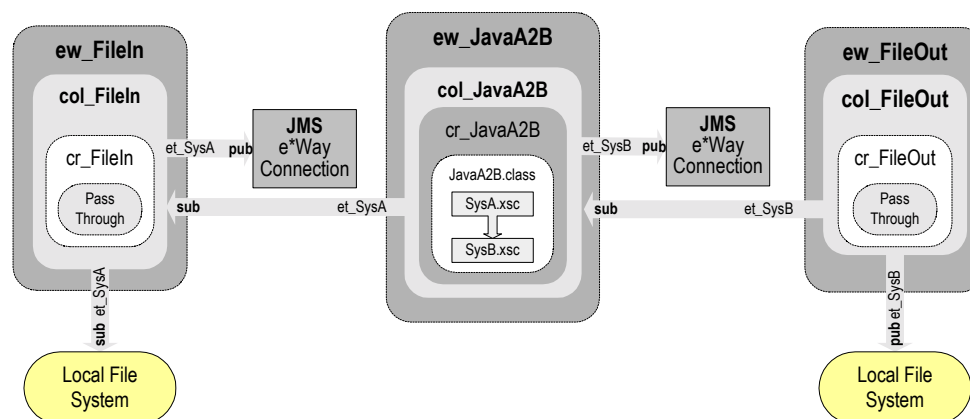 ew_FileIn
col_FileIn
cr_FileIn
Pass
Through
et_SysA
pub
JMS
e*Way
Connection
sub
et_SysA
sub et_SysA
Local File
System
ew_JavaA2B
col_JavaA2B
cr_JavaA2B
JavaA2B.class
SysA.xsc
SysB.xsc
et_SysB
pub
JMS
e*Way
Connection
sub
et_SysB
ew_FileOut
col_FileOut
cr_FileOut
Pass
Through
pub et_SysB
Local File
System